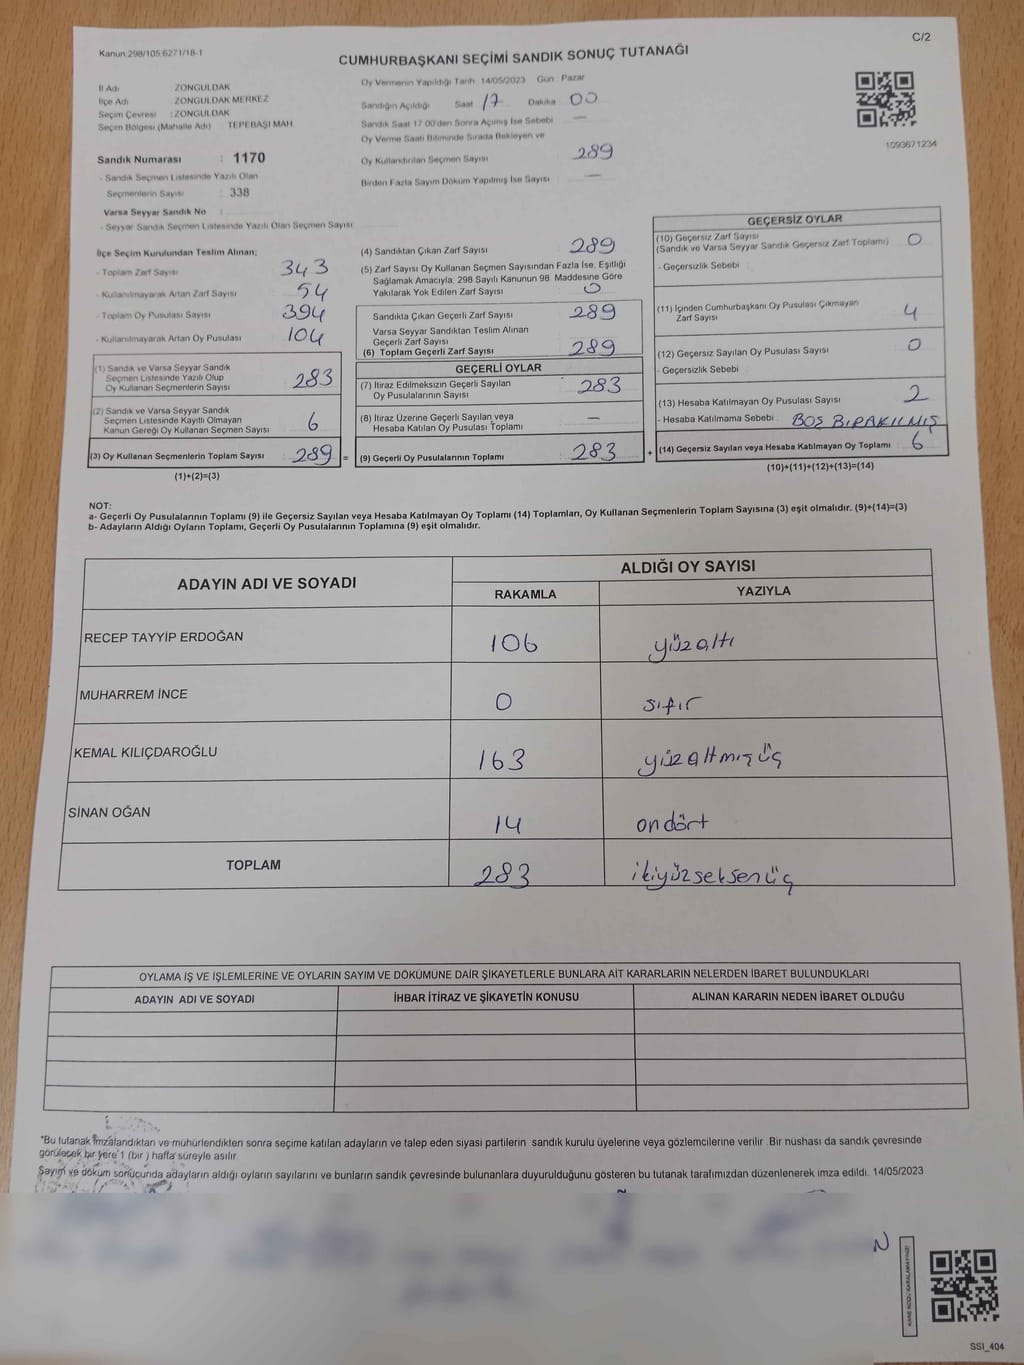 Kanun:298/105,6271/18-1
C/2
CUMHURBAŞKANI SEÇİMİ SANDIK SONUÇ TUTANAĞI
İl Adı ZONGULDAK
İlçe Adı ZONGULDAK MERKEZ
Seçim Çevresi :ZONGULDAK
Seçim Bölgesi (Mahalle Adı) TEPEBAŞI MAH.
Sandık Numarası : 1170
- Sandık Seçmen Listesinde Yazılı Olan
Seçmenlerin Sayısı : 338
Varsa Seyyar Sandık No :
- Seyyar Sandık Seçmen Listesinde Yazılı Olan Seçmen Sayısı
Oy Vermenin Yapıldığı Tarih 14/05/2023 Gün : Pazar
Sandığın Açıldığı Saat 17 Dakika 00
Sandık Saat 17.00'den Sonra Açılmış İse Sebebi —
Oy Verme Saati Bitiminde Sırada Bekleyen ve
Oy Kullandırılan Seçmen Sayısı 289
Birden Fazla Sayım Döküm Yapılmış İse Sayısı —
1093671234
İlçe Seçim Kurulundan Teslim Alınan;
- Toplam Zarf Sayısı 343
- Kullanılmayarak Artan Zarf Sayısı 54
- Toplam Oy Pusulası Sayısı 394
- Kullanılmayarak Artan Oy Pusulası 104
(1) Sandık ve Varsa Seyyar Sandık
Seçmen Listesinde Yazılı Olup
Oy Kullanan Seçmenlerin Sayısı 283
(2) Sandık ve Varsa Seyyar Sandık
Seçmen Listesinde Kayıtlı Olmayan
Kanun Gereği Oy Kullanan Seçmen Sayısı 6
(3) Oy Kullanan Seçmenlerin Toplam Sayısı 289 =
(1)+(2)=(3)
(4) Sandıktan Çıkan Zarf Sayısı 289
(5) Zarf Sayısı Oy Kullanan Seçmen Sayısından Fazla İse, Eşitliği
Sağlamak Amacıyla, 298 Sayılı Kanunun 98. Maddesine Göre
Yakılarak Yok Edilen Zarf Sayısı 0
Sandıkta Çıkan Geçerli Zarf Sayısı 289
Varsa Seyyar Sandıktan Teslim Alınan
Geçerli Zarf Sayısı
(6) Toplam Geçerli Zarf Sayısı 289
GEÇERLİ OYLAR
(7) İtiraz Edilmeksizin Geçerli Sayılan
Oy Pusulalarının Sayısı 283
(8) İtiraz Üzerine Geçerli Sayılan veya
Hesaba Katılan Oy Pusulası Toplamı —
(9) Geçerli Oy Pusulalarının Toplamı : 283 +
GEÇERSİZ OYLAR
(10) Geçersiz Zarf Sayısı
(Sandık ve Varsa Seyyar Sandık Geçersiz Zarf Toplamı) 0
- Geçersizlik Sebebi
(11) İçinden Cumhurbaşkanı Oy Pusulası Çıkmayan
Zarf Sayısı 4
(12) Geçersiz Sayılan Oy Pusulası Sayısı 0
- Geçersizlik Sebebi
(13) Hesaba Katılmayan Oy Pusulası Sayısı 2
- Hesaba Katılmama Sebebi BOŞ BIRAKILMIŞ
(14) Geçersiz Sayılan veya Hesaba Katılmayan Oy Toplamı 6
(10)+(11)+(12)+(13)=(14)
NOT:
a- Geçerli Oy Pusulalarının Toplamı (9) ile Geçersiz Sayılan veya Hesaba Katılmayan Oy Toplamı (14) Toplamları, Oy Kullanan Seçmenlerin Toplam Sayısına (3) eşit olmalıdır. (9)+(14)=(3)
b- Adayların Aldığı Oyların Toplamı, Geçerli Oy Pusulalarının Toplamına (9) eşit olmalıdır.
ADAYIN ADI VE SOYADI ALDIĞI OY SAYISI
RAKAMLA YAZIYLA
RECEP TAYYİP ERDOĞAN 106 yüzaltı
MUHARREM İNCE 0 sıfır
KEMAL KILIÇDAROĞLU 163 yüzaltmışüç
SİNAN OĞAN 14 ondört
TOPLAM 283 ikiyüzseksenüç
OYLAMA İŞ VE İŞLEMLERİNE VE OYLARIN SAYIM VE DÖKÜMÜNE DAİR ŞİKAYETLERLE BUNLARA AİT KARARLARIN NELERDEN İBARET BULUNDUKLARI
ADAYIN ADI VE SOYADI İHBAR İTİRAZ VE ŞİKAYETİN KONUSU ALINAN KARARIN NEDEN İBARET OLDUĞU
*Bu tutanak imzalandıktan ve mühürlendikten sonra seçime katılan adayların ve talep eden siyasi partilerin sandık kurulu üyelerine veya gözlemcilerine verilir .Bir nüshası da sandık çevresinde
görülecek bir yere 1 (bir ) hafta süreyle asılır.
Sayım ve döküm sonucunda adayların aldığı oyların sayılarını ve bunların sandık çevresinde bulunanlara duyurulduğunu gösteren bu tutanak tarafımızdan düzenlenerek imza edildi. 14/05/2023
N
KARE KODU KARALAMAYINIZ!
SSI_404